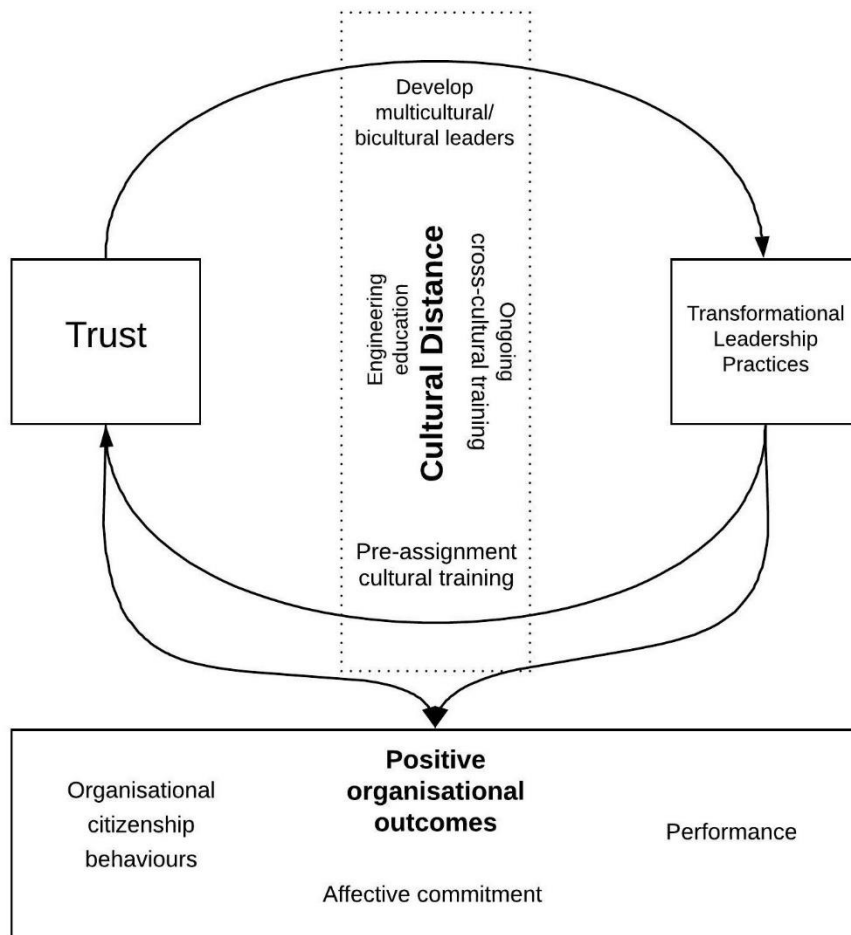 Develop
multicultural/
bicultural leaders
Trust
Engineering
education
Cultural Distance
Ongoing
cross-cultural training
Transformational
Leadership
Practices
Pre-assignment
cultural training
Positive
organisational
outcomes
Organisational
citizenship
behaviours
Performance
Affective commitment